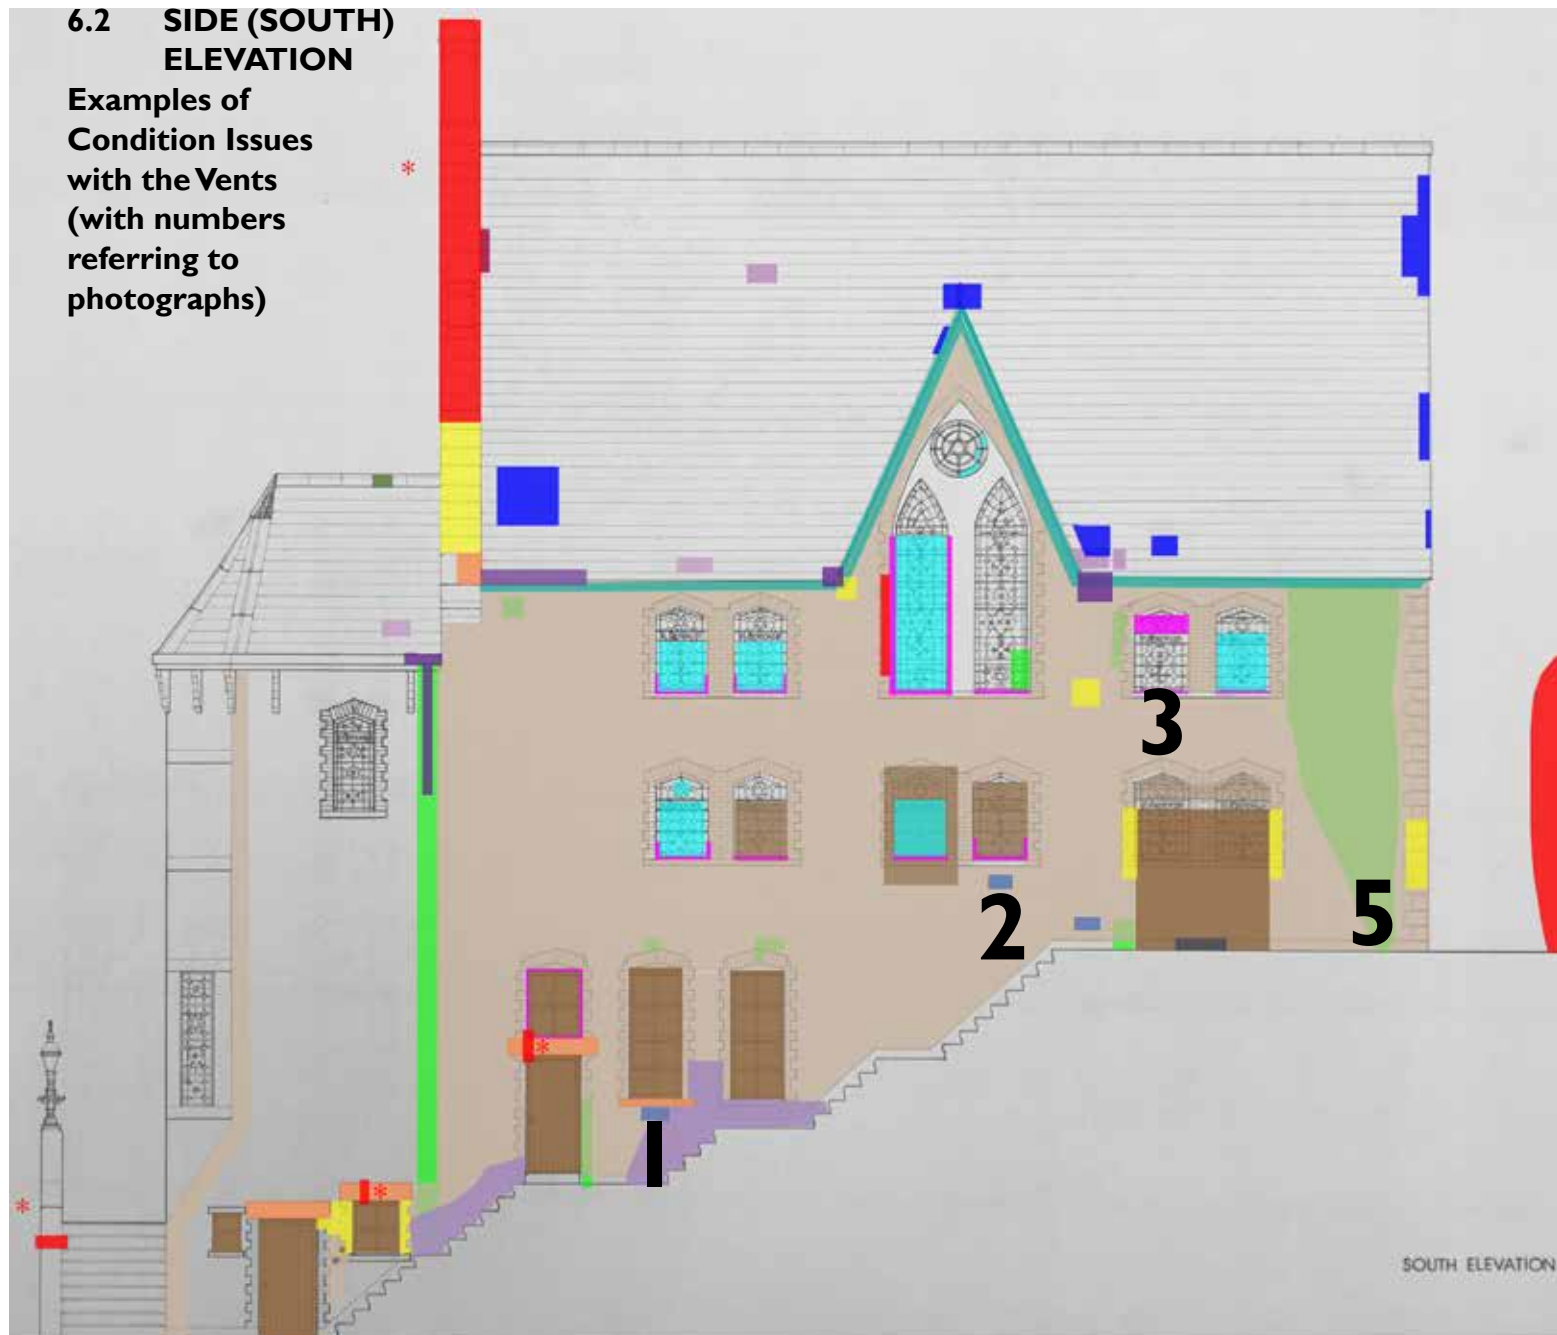 6.2 SIDE (SOUTH)
ELEVATION
Examples of
Condition Issues
with the Vents
(with numbers
referring to
photographs)
*
3
5
2
*
1
*
*
SOUTH ELEVATION